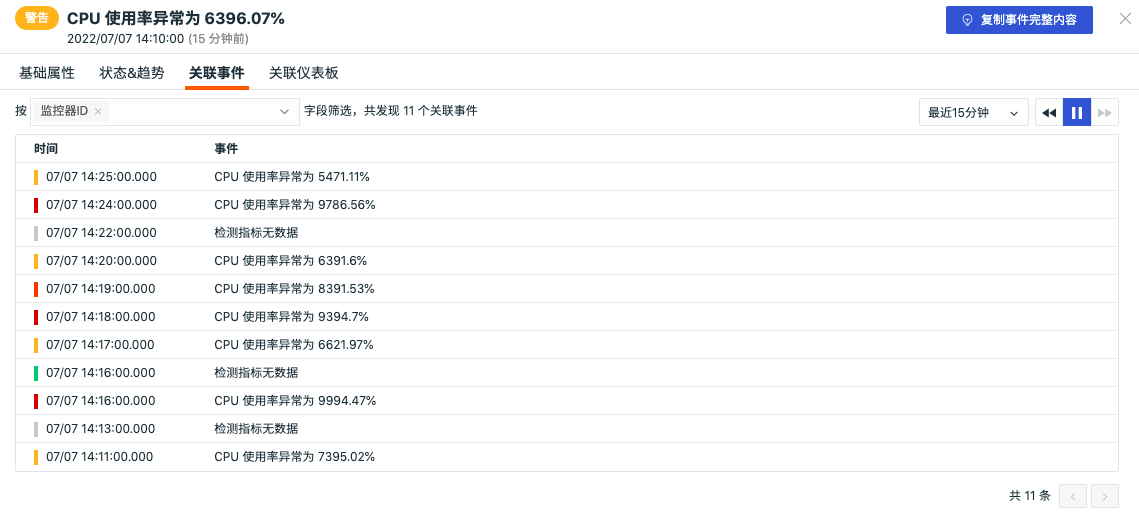 警告 CPU 使用率异常为 6396.07% 复制事件完整内容
2022/07/07 14:10:00 (15 分钟前)
基础属性 状态&趋势 关联事件 关联仪表板
按 监控器ID 字段筛选，共发现 11 个关联事件 最近15分钟
时间 事件
07/07 14:25:00.000 CPU 使用率异常为 5471.11%
07/07 14:24:00.000 CPU 使用率异常为 9786.56%
07/07 14:22:00.000 检测指标无数据
07/07 14:20:00.000 CPU 使用率异常为 6391.6%
07/07 14:19:00.000 CPU 使用率异常为 8391.53%
07/07 14:18:00.000 CPU 使用率异常为 9394.7%
07/07 14:17:00.000 CPU 使用率异常为 6621.97%
07/07 14:16:00.000 检测指标无数据
07/07 14:16:00.000 CPU 使用率异常为 9994.47%
07/07 14:13:00.000 检测指标无数据
07/07 14:11:00.000 CPU 使用率异常为 7395.02%
共 11 条